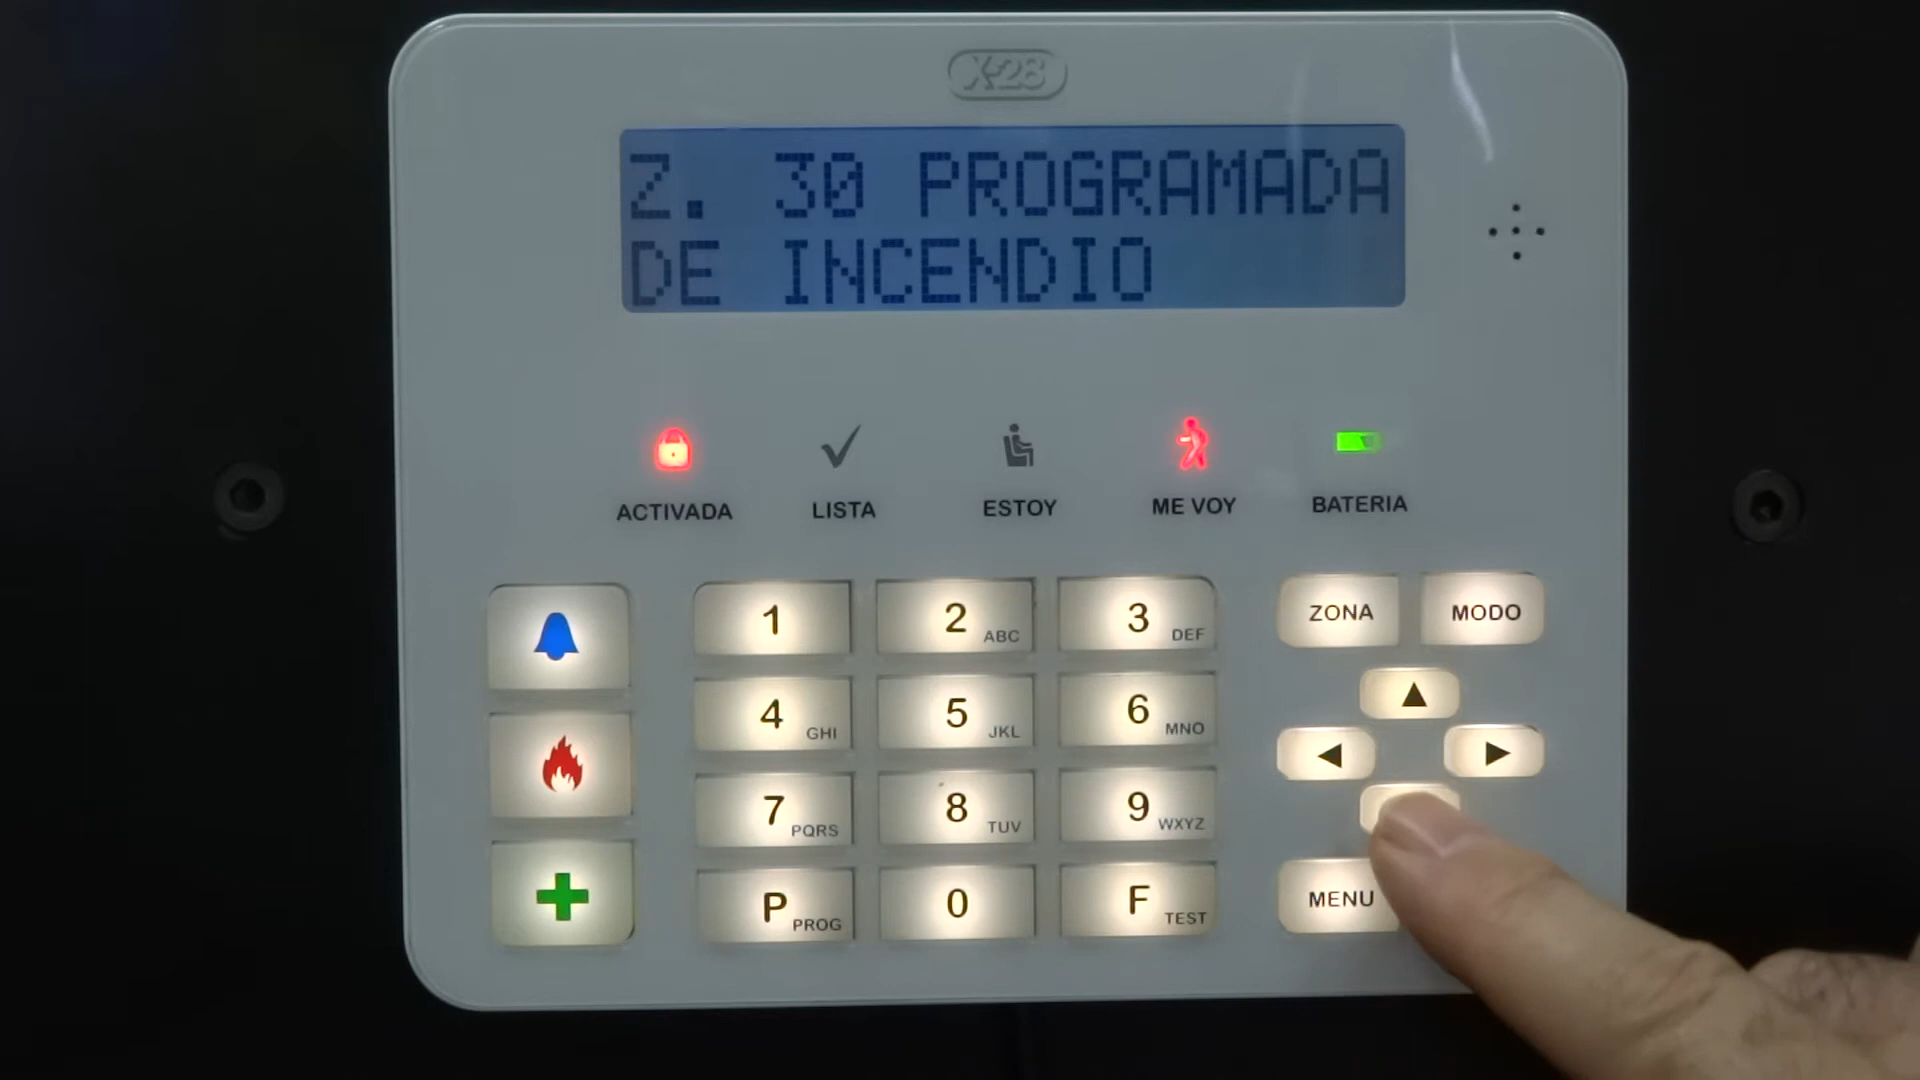 X-28
Z. 30 PROGRAMADA
DE INCENDIO
ACTIVADA
LISTA
ESTOY
ME VOY
BATERIA
1
2 ABC
3 DEF
ZONA
MODO
4 GHI
5 JKL
6 MNO
7 PQRS
8 TUV
9 WXYZ
P PROG
0
F TEST
MENU